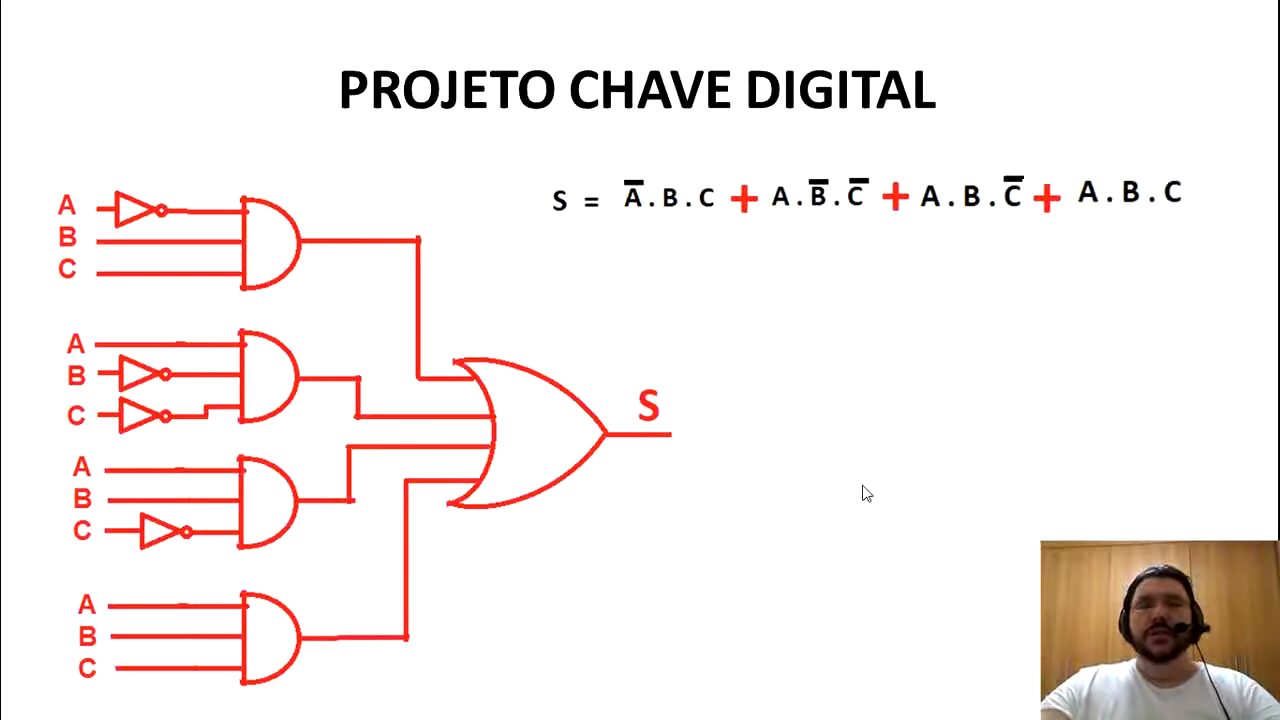 PROJETO CHAVE DIGITAL
S = A̅ . B . C + A . B̅ . C̅ + A . B . C̅ + A . B . C
A
B
C
A
B
C
A
B
C
A
B
C
S